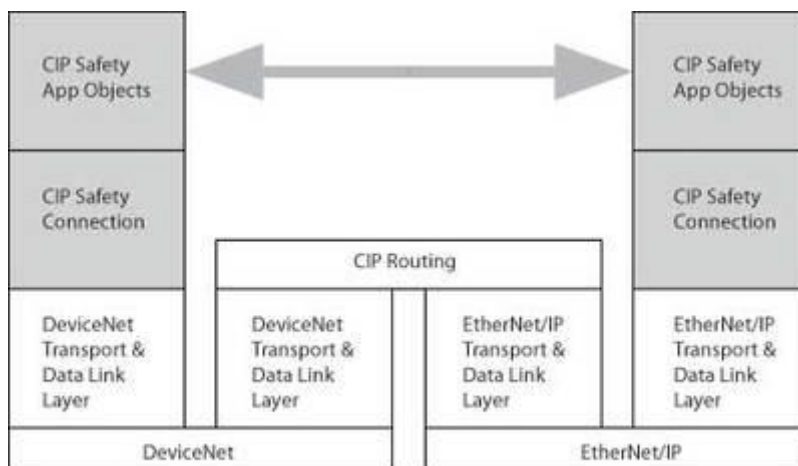 CIP Safety
App Objects
CIP Safety
App Objects
CIP Safety
Connection
CIP Safety
Connection
CIP Routing
DeviceNet
Transport &
Data Link
Layer
DeviceNet
Transport &
Data Link
Layer
EtherNet/IP
Transport &
Data Link
Layer
EtherNet/IP
Transport &
Data Link
Layer
DeviceNet
EtherNet/IP